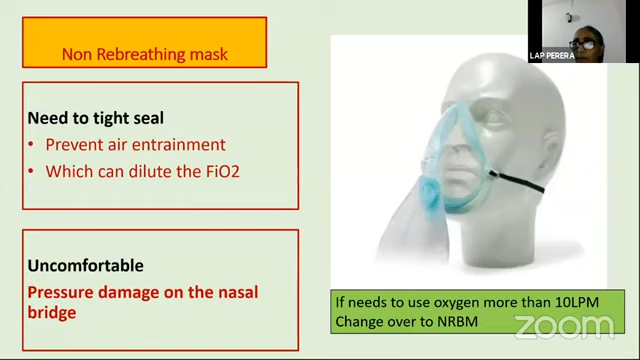 Non Rebreathing mask
LAP PERERA
Need to tight seal
• Prevent air entrainment
• Which can dilute the FiO2
Uncomfortable
Pressure damage on the nasal
bridge
If needs to use oxygen more than 10LPM
Change over to NRBM
zoom